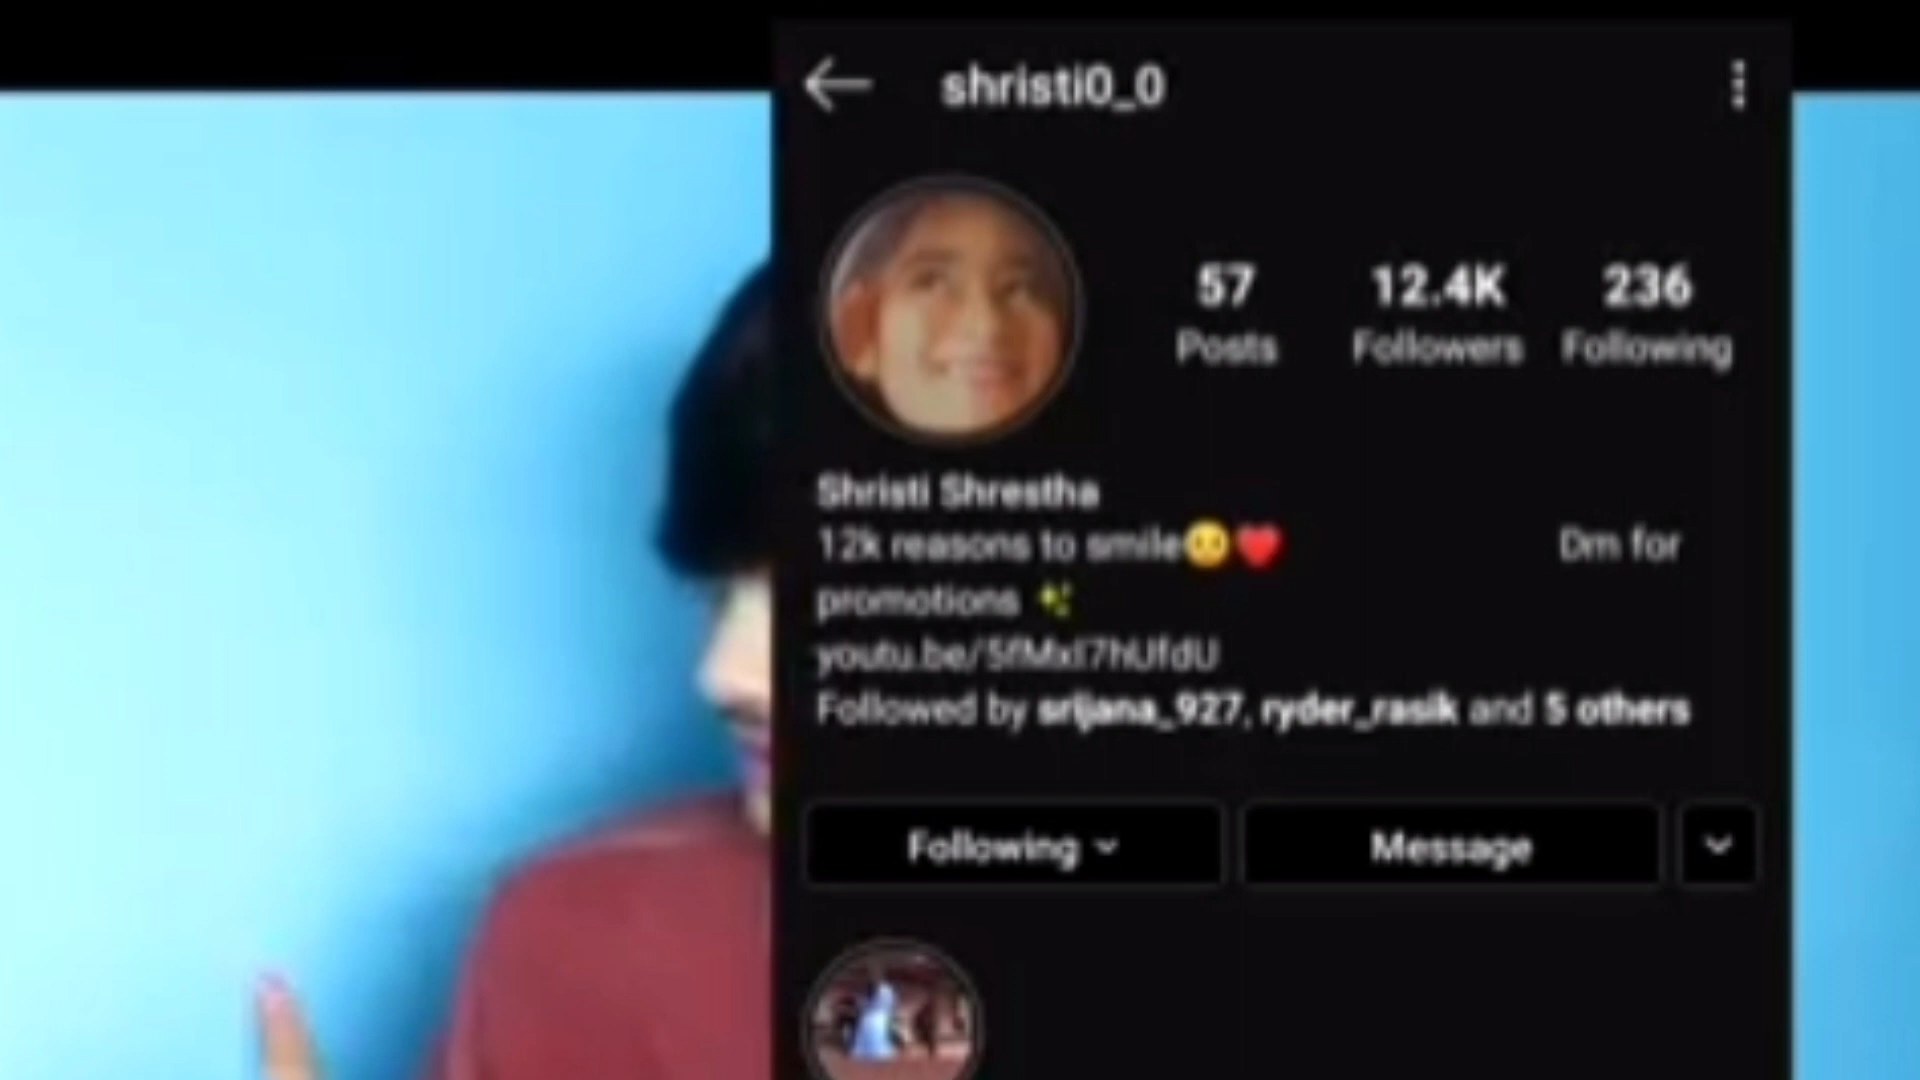 shristi0_0
57 12.4K 236
Posts Followers Following
Shristi Shrestha
12k reasons to smile😊❤️ Dm for
promotions ✨
youtu.be/
Followed by srijana_927, ryder_rasik and 5 others
Following Message